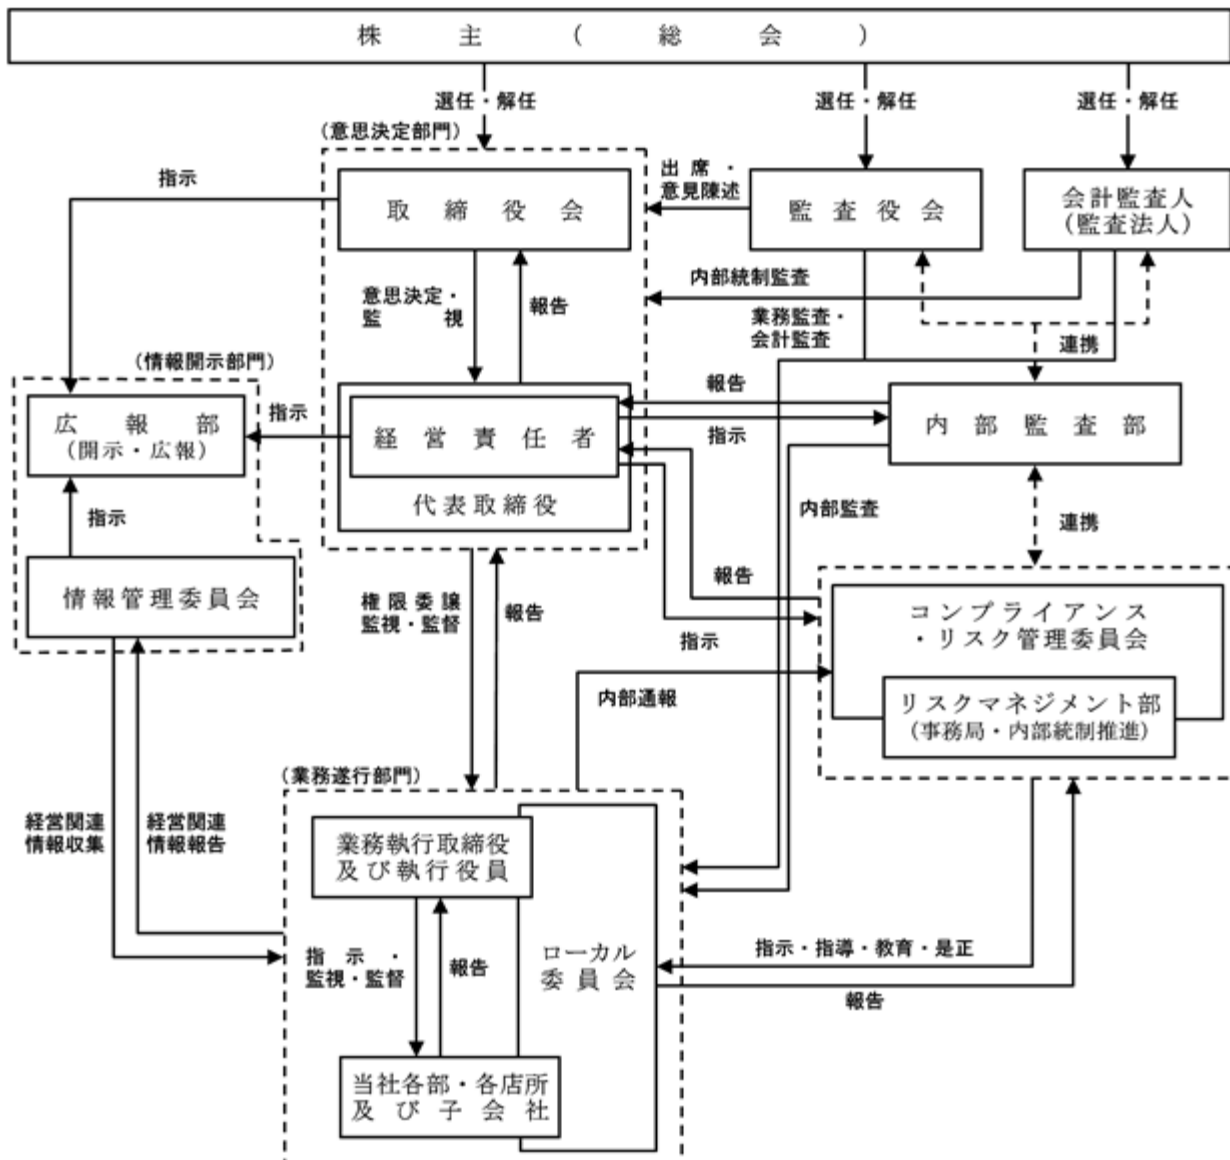 株主（総会）
選任・解任
選任・解任
選任・解任
（意思決定部門）
指示
取締役会
出席・
意見陳述
監査役会
会計監査人
（監査法人）
内部統制監査
意思決定・
監視
報告
業務監査・
会計監査
連携
（情報開示部門）
報告
広報部
（開示・広報）
指示
経営責任者
指示
内部監査部
代表取締役
内部監査
指示
連携
報告
情報管理委員会
権限委譲
監視・監督
報告
コンプライアンス
・リスク管理委員会
指示
内部通報
リスクマネジメント部
（事務局・内部統制推進）
（業務遂行部門）
経営関連
情報収集
経営関連
情報報告
業務執行取締役
及び執行役員
指示・
監視・監督
報告
ローカル
委員会
指示・指導・教育・是正
報告
当社各部・各店所
及び子会社